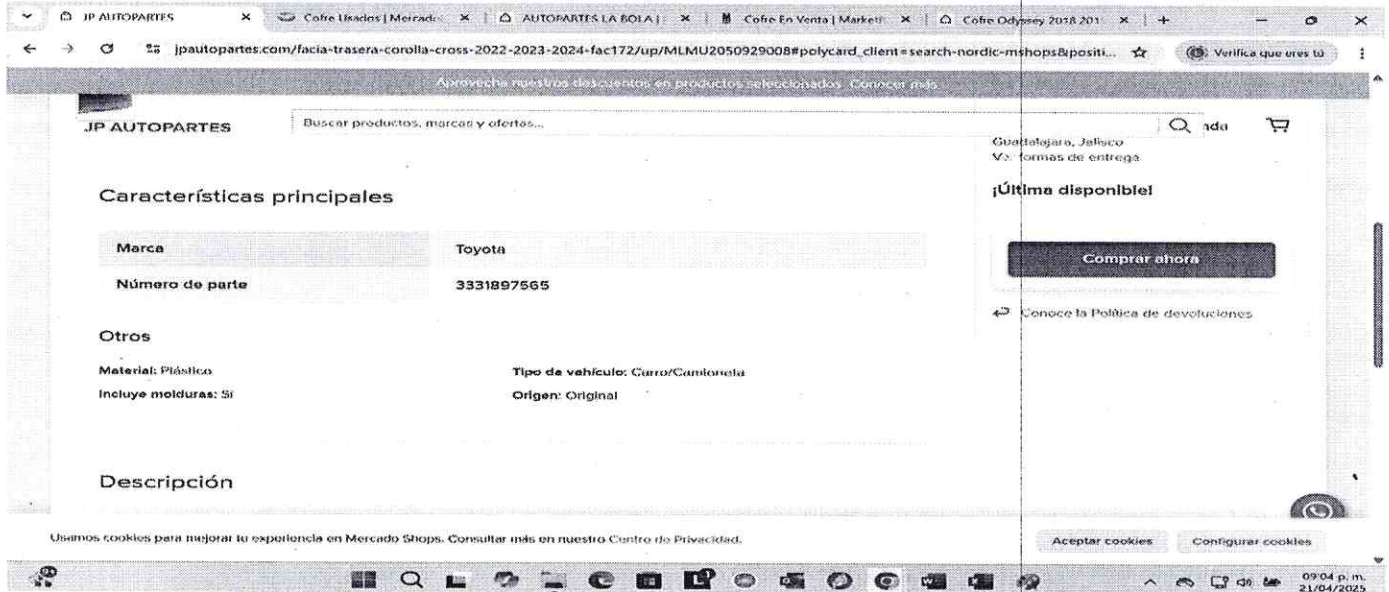 JP AUTOPARTES
Cofre Usados | Mercado
AUTOPARTES LA BOLA |
Cofre En Venta | Market
Cofre Odyssey 2018 201
jpautopartes.com/facia-trasera-corolla-cross-2022-2023-2024-fac172/up/MLMU2050929008#polycard_client=search-nordic-mshops&positi...
Verifica que eres tú
Aprovecha nuestros descuentos en productos seleccionados. Conocer más
JP AUTOPARTES
Buscar productos, marcas y ofertas...
nda
Guadalajara, Jalisco
Ver formas de entrega
Características principales
¡Última disponible!
Marca Toyota
Comprar ahora
Número de parte 3331897565
Conoce la Política de devoluciones
Otros
Material: Plástico Tipo de vehículo: Carro/Camioneta
Incluye molduras: Sí Origen: Original
Descripción
Usamos cookies para mejorar tu experiencia en Mercado Shops. Consultar más en nuestro Centro de Privacidad.
Aceptar cookies
Configurar cookies
09:04 p. m.
21/04/2025